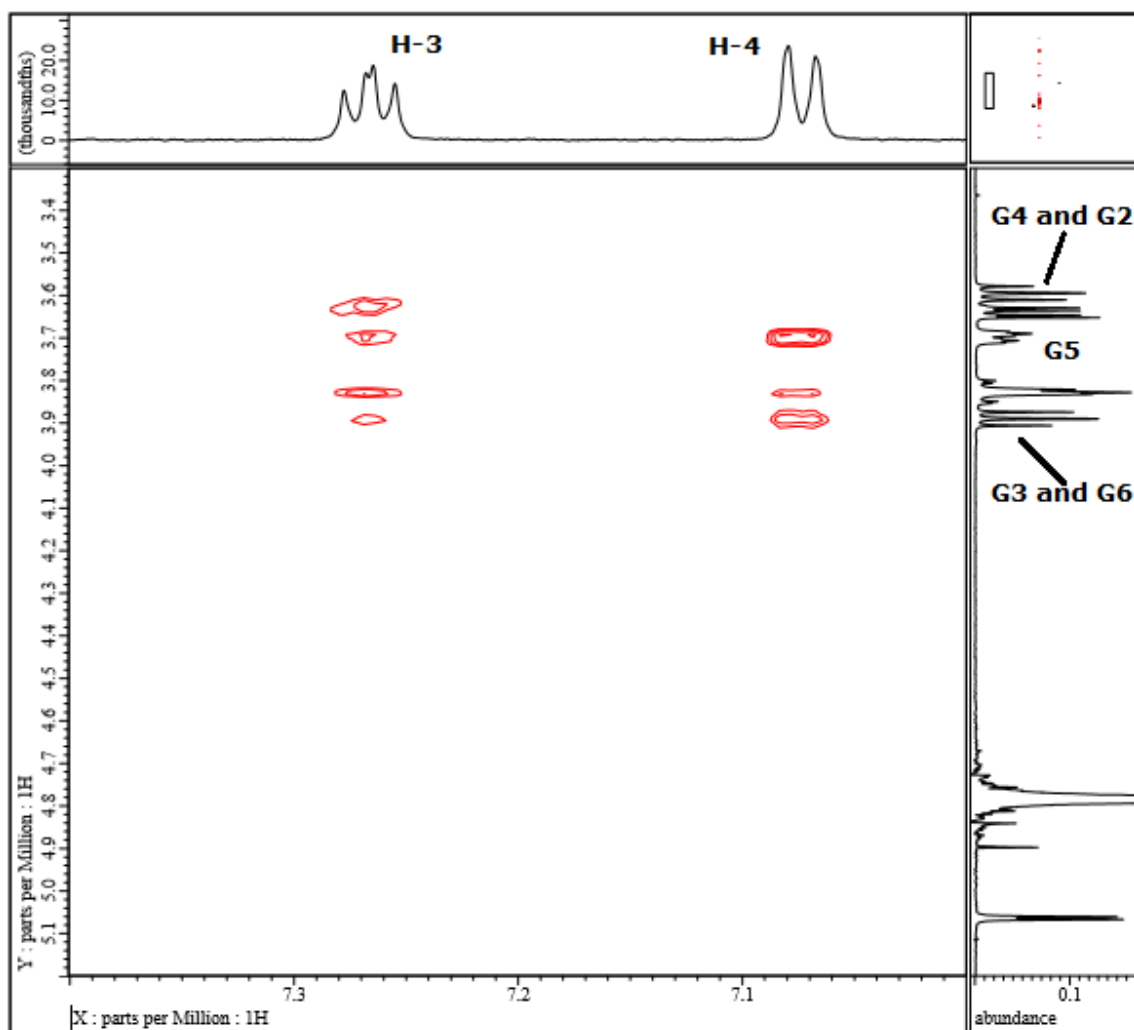 H-3
H-4
(thousandths)
20.0
10.0
0
G4 and G2
G5
G3 and G6
3.4
3.5
3.6
3.7
3.8
3.9
4.0
4.1
4.2
4.3
4.4
4.5
4.6
4.7
4.8
4.9
5.0
5.1
Y : parts per Million : 1H
7.3
7.2
7.1
X : parts per Million : 1H
0.1
abundance